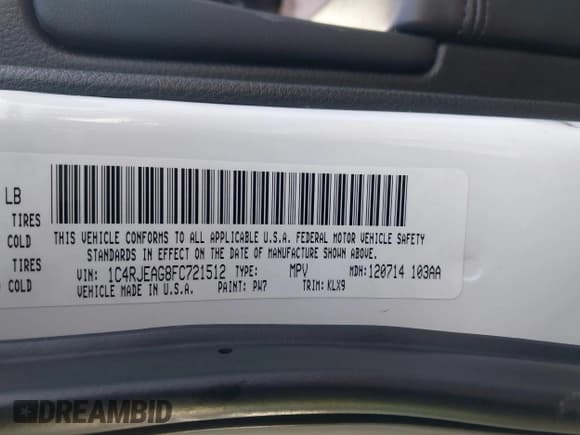 LB
TIRES
COLD
TIRES
COLD
THIS VEHICLE CONFORMS TO ALL APPLICABLE U.S.A. FEDERAL MOTOR VEHICLE SAFETY
STANDARDS IN EFFECT ON THE DATE OF MANUFACTURE SHOWN ABOVE.
VIN: 1C4RJEAG8FC721512 TYPE: MPV MDH: 120714 103AA
VEHICLE MADE IN U.S.A. PAINT: PW7 TRIM: KLX9
DREAMBID